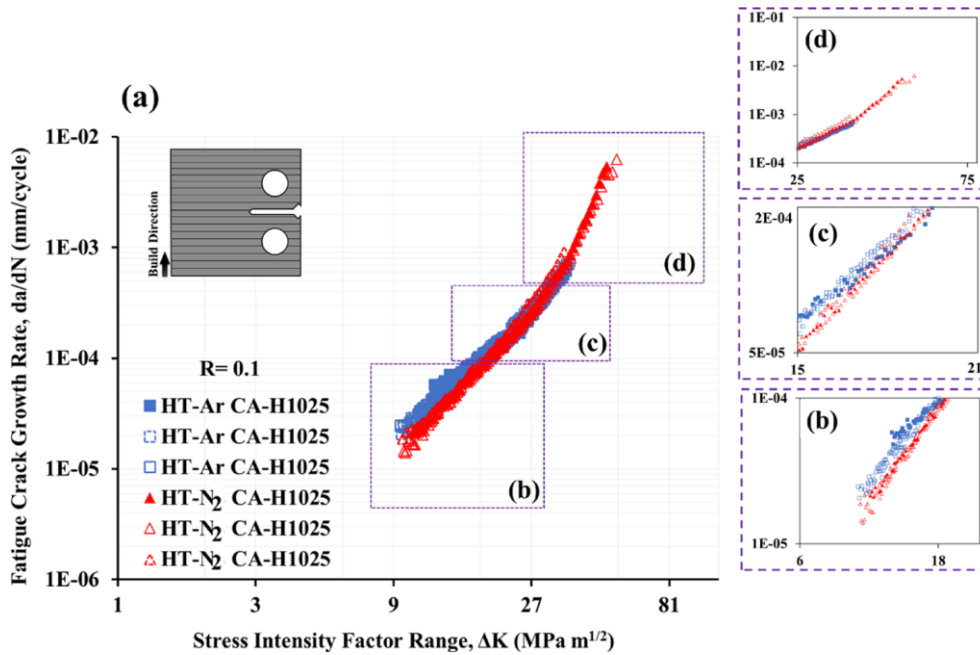 (a)
Fatigue Crack Growth Rate, da/dN (mm/cycle)
1E-02
1E-03
1E-04
1E-05
1E-06
Build Direction
R= 0.1
HT-Ar CA-H1025
HT-Ar CA-H1025
HT-Ar CA-H1025
HT-N2 CA-H1025
HT-N2 CA-H1025
HT-N2 CA-H1025
(d)
(c)
(b)
1
3
9
27
81
Stress Intensity Factor Range, ΔK (MPa m1/2)
(d)
1E-01
1E-02
1E-03
1E-04
25
75
(c)
2E-04
5E-05
15
21
(b)
1E-04
1E-05
6
18